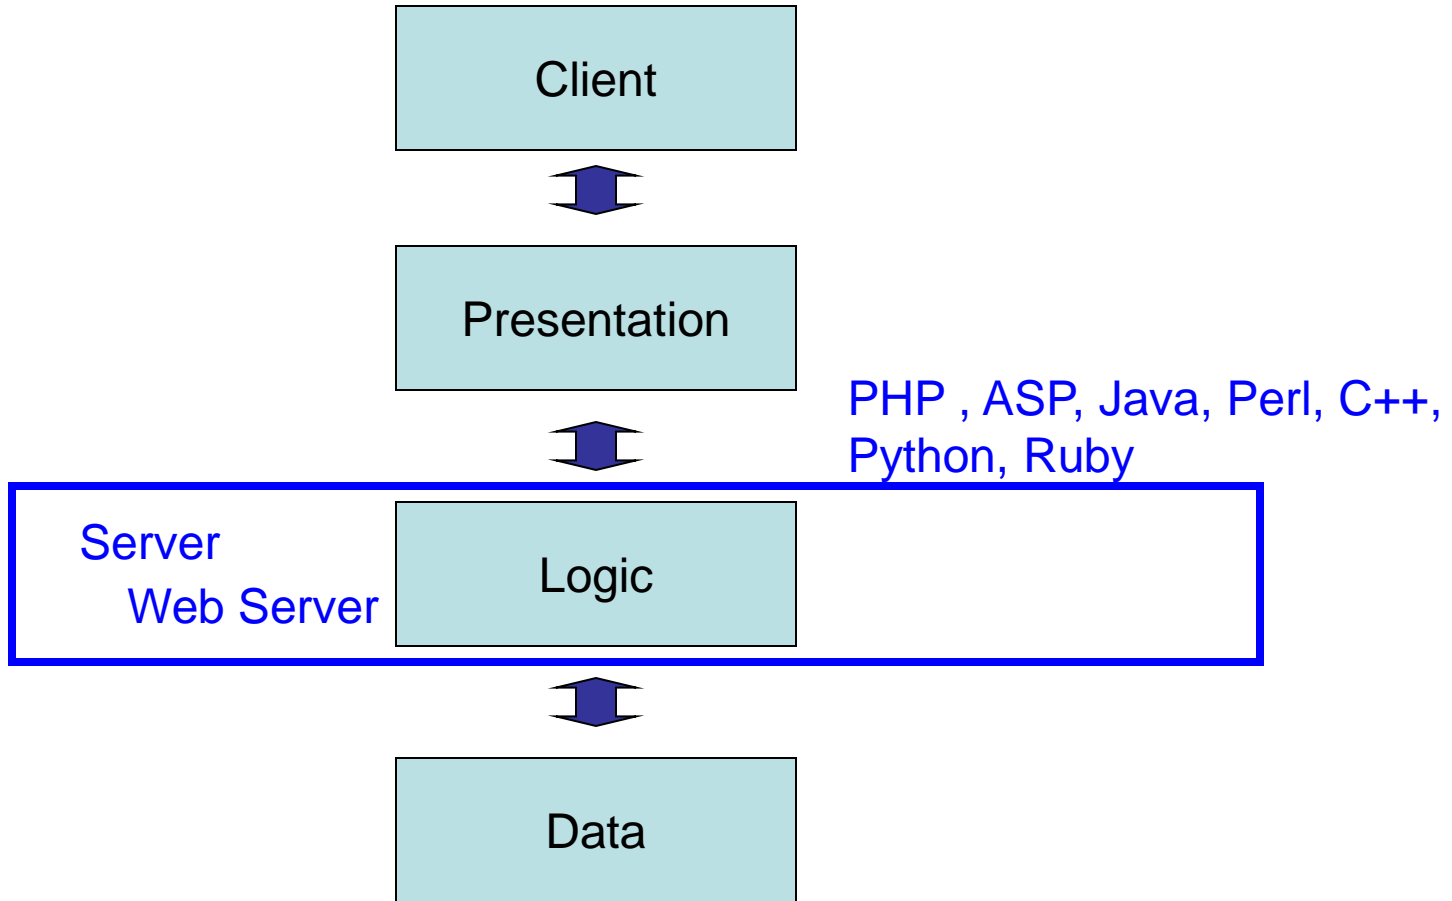 Client
Presentation
PHP , ASP, Java, Perl, C++,
Python, Ruby
Server
Web Server
Logic
Data